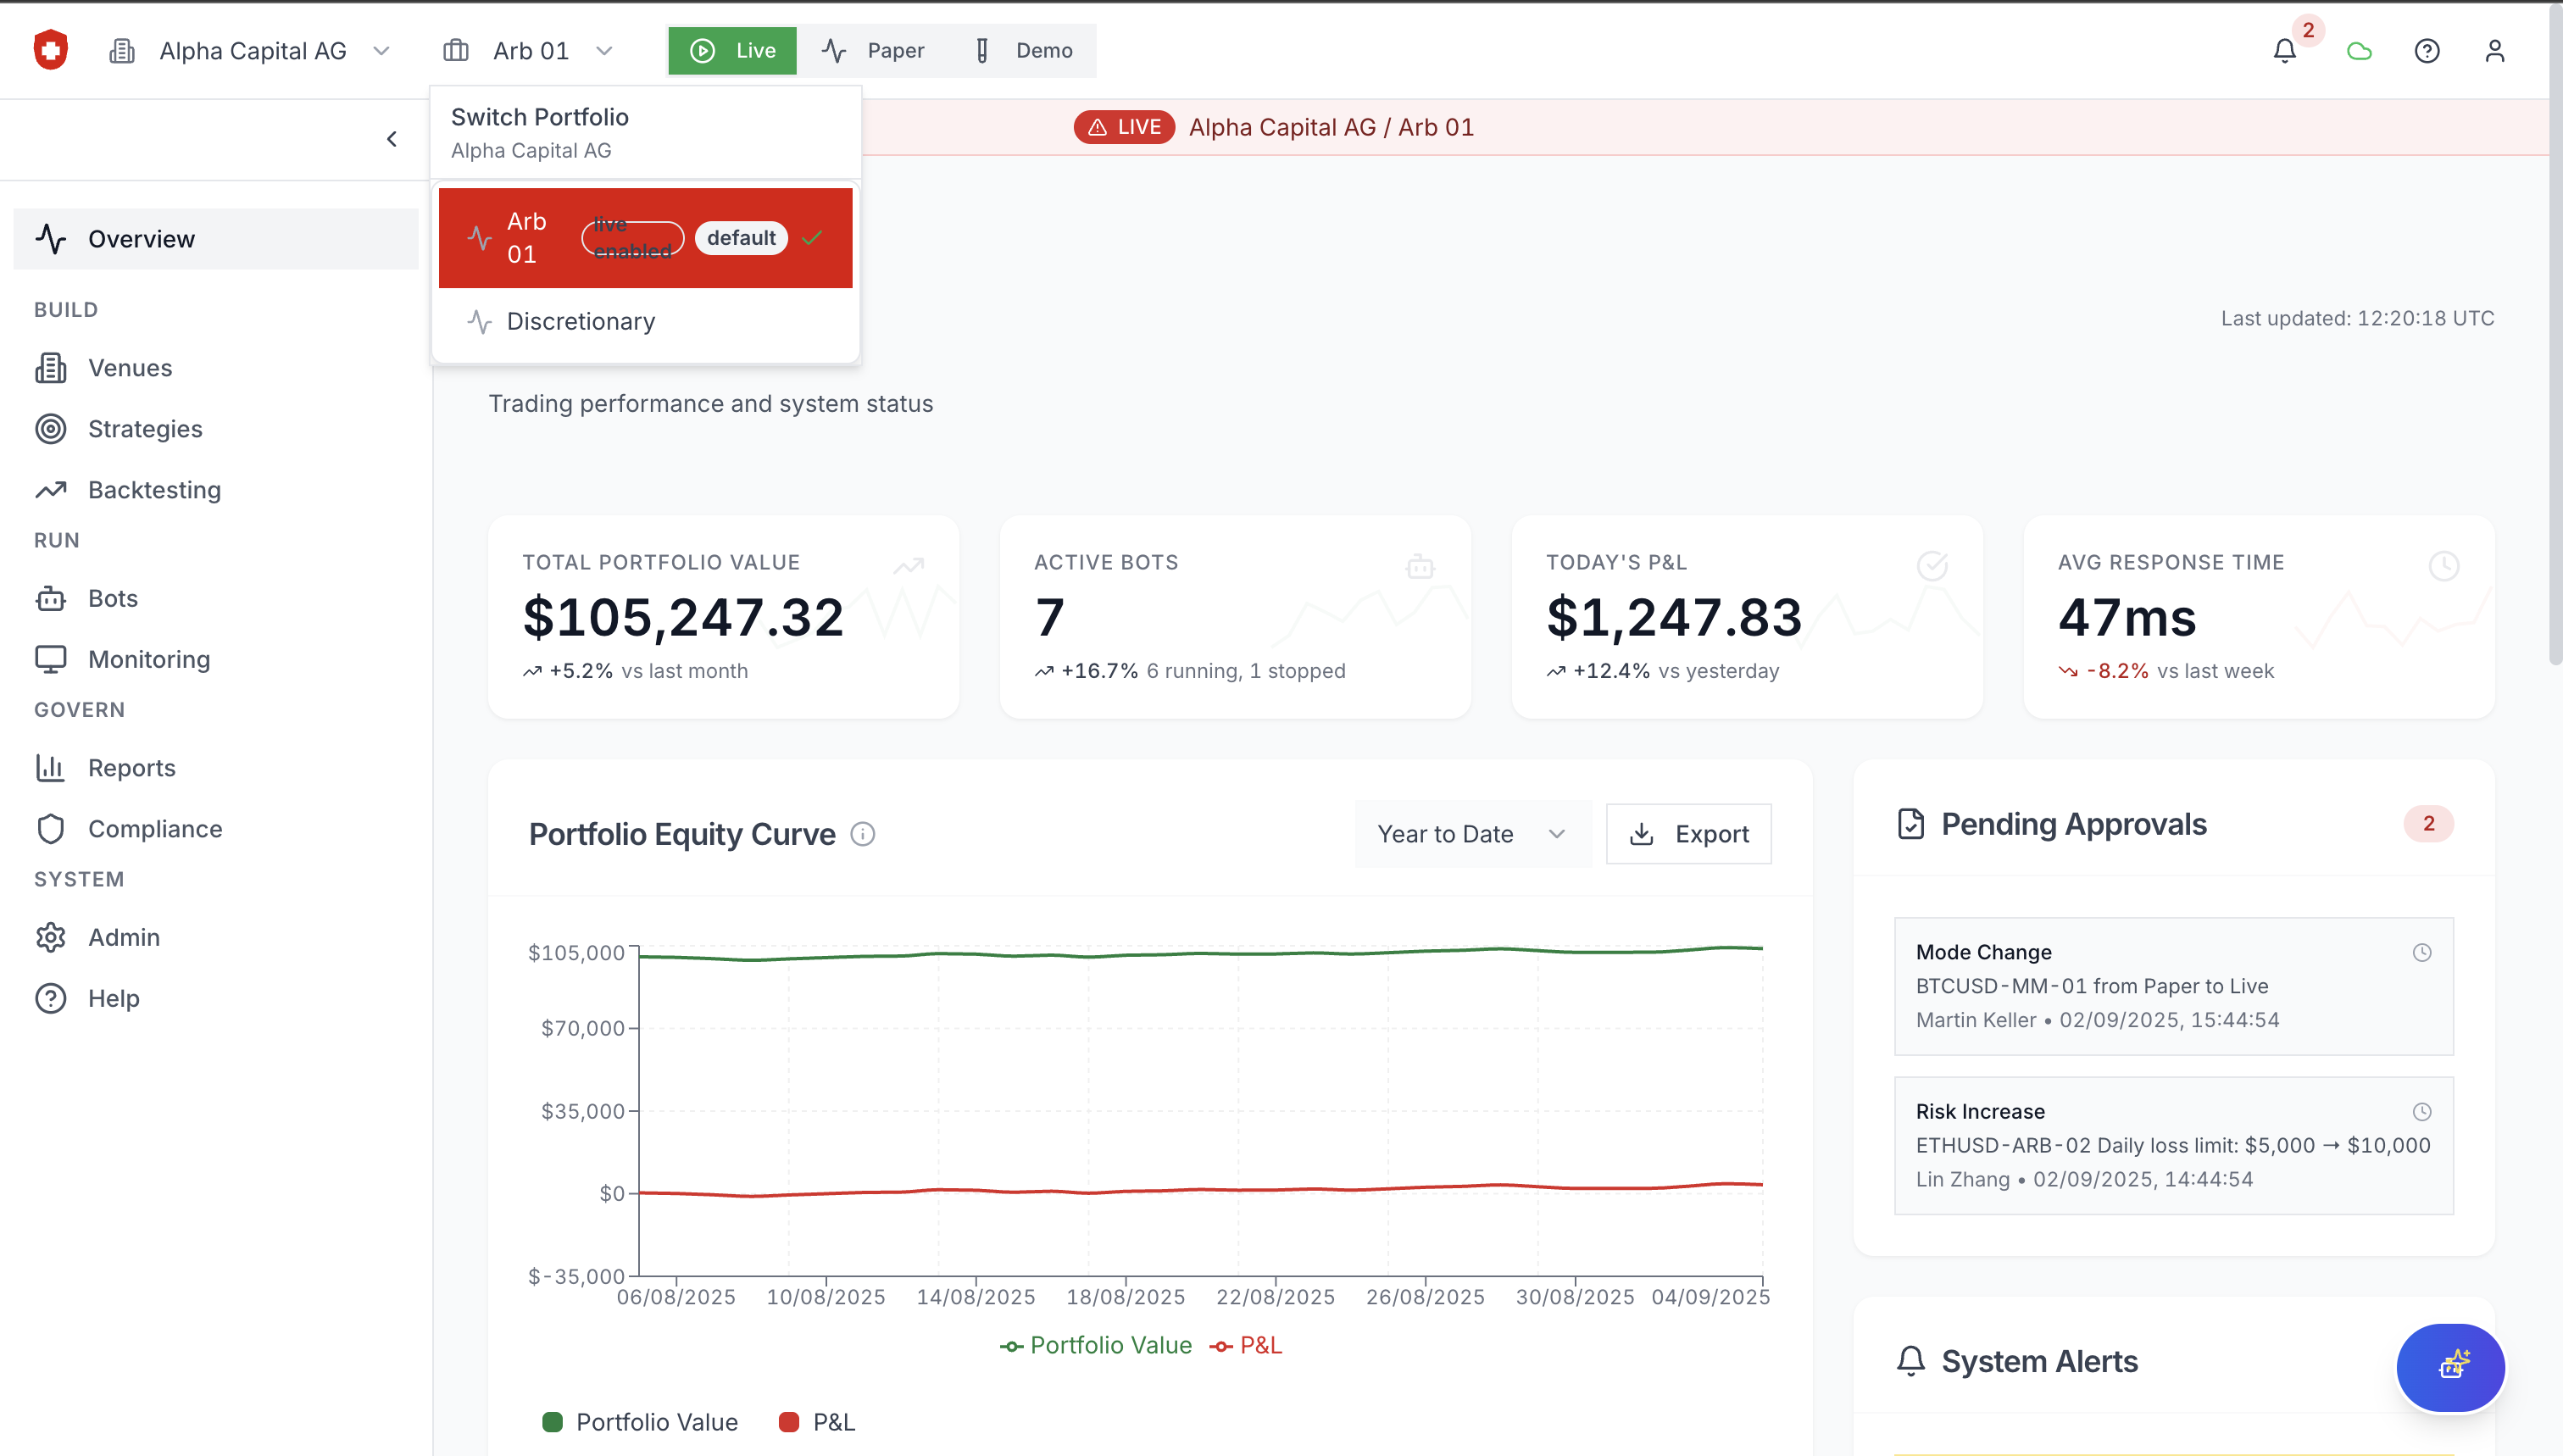 Alpha Capital AG
Arb 01
Live
Paper
Demo
2
Switch Portfolio
Alpha Capital AG
LIVE
Alpha Capital AG / Arb 01
Arb
01
live
enabled
default
Discretionary
Overview
BUILD
Venues
Strategies
Backtesting
RUN
Bots
Monitoring
GOVERN
Reports
Compliance
SYSTEM
Admin
Help
Last updated: 12:20:18 UTC
Trading performance and system status
TOTAL PORTFOLIO VALUE
$105,247.32
+5.2% vs last month
ACTIVE BOTS
7
+16.7% 6 running, 1 stopped
TODAY'S P&L
$1,247.83
+12.4% vs yesterday
AVG RESPONSE TIME
47ms
-8.2% vs last week
Portfolio Equity Curve
Year to Date
Export
$105,000
$70,000
$35,000
$0
$-35,000
06/08/2025
10/08/2025
14/08/2025
18/08/2025
22/08/2025
26/08/2025
30/08/2025
04/09/2025
Portfolio Value
P&L
Portfolio Value
P&L
Pending Approvals
2
Mode Change
BTCUSD-MM-01 from Paper to Live
Martin Keller • 02/09/2025, 15:44:54
Risk Increase
ETHUSD-ARB-02 Daily loss limit: $5,000 → $10,000
Lin Zhang • 02/09/2025, 14:44:54
System Alerts